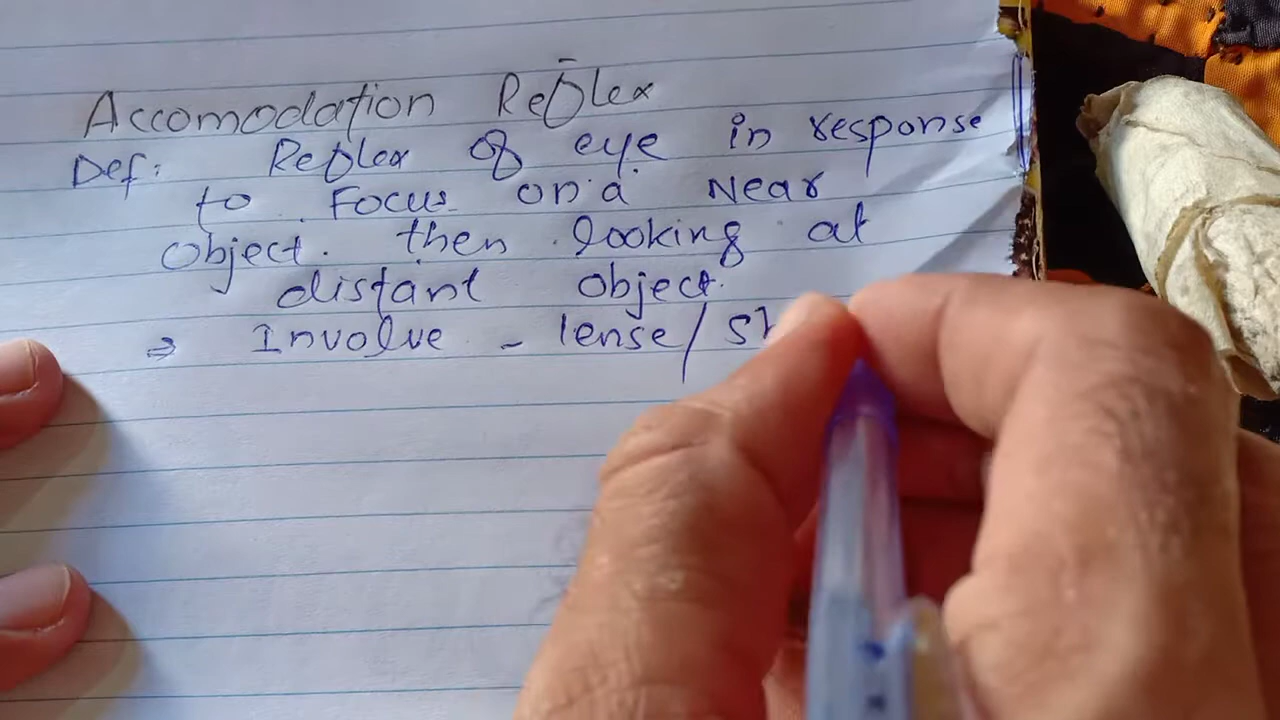 Accomodation Reflex
Def: Reflex of eye in response
to Focus on a Near
object. then looking at
distant object.
⇒ Involve - lense/ sh